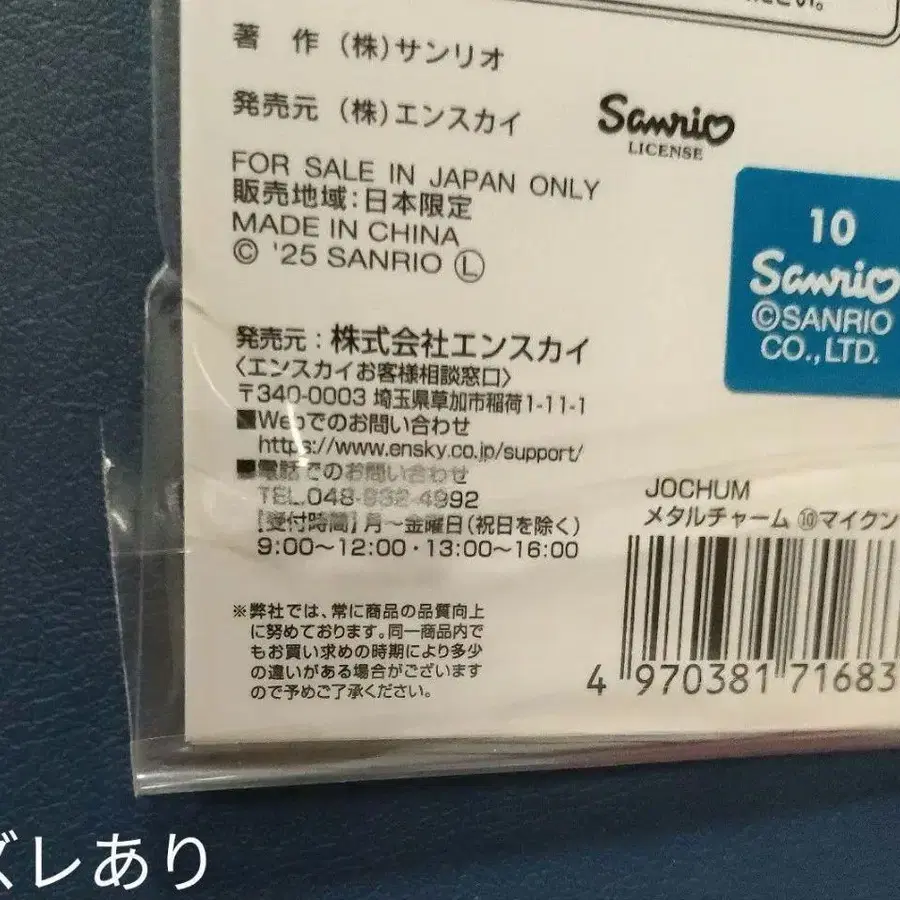 ださい。
著 作 (株)サンリオ
発売元 (株)エンスカイ
Sanrio
LICENSE
FOR SALE IN JAPAN ONLY
販売地域:日本限定
MADE IN CHINA
© '25 SANRIO Ⓛ
10
Sanrio
©SANRIO
CO.,LTD.
発売元:株式会社エンスカイ
〈エンスカイお客様相談窓口〉
〒340-0003 埼玉県草加市稲荷1-11-1
■Webでのお問い合わせ
https://www.ensky.co.jp/support/
■電話でのお問い合わせ
TEL.048-932-4992
【受付時間】月〜金曜日(祝日を除く)
9:00〜12:00・13:00〜16:00
JOCHUM
メタルチャーム ⑩マイクン
※弊社では、常に商品の品質向上
に努めております。同一商品内で
もお買い求めの時期により多少
の違いがある場合がございます
ので予めご了承ください。
4 970381 71683
ズレあり